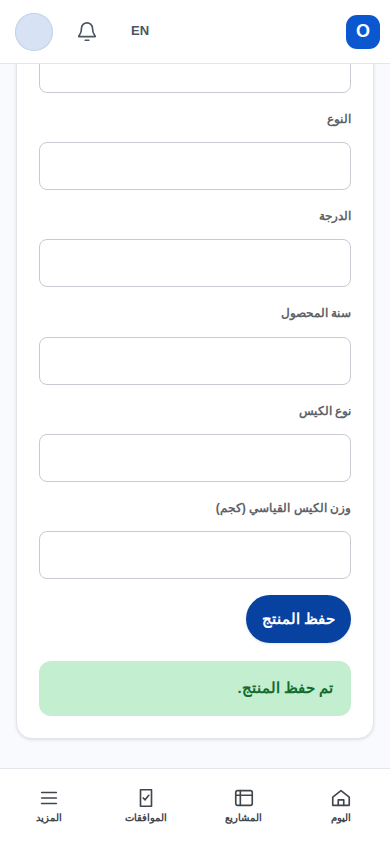 O
EN
النوع
الدرجة
سنة المحصول
نوع الكيس
وزن الكيس القياسي (كجم)
حفظ المنتج
تم حفظ المنتج.
اليوم
المشاريع
الموافقات
المزيد